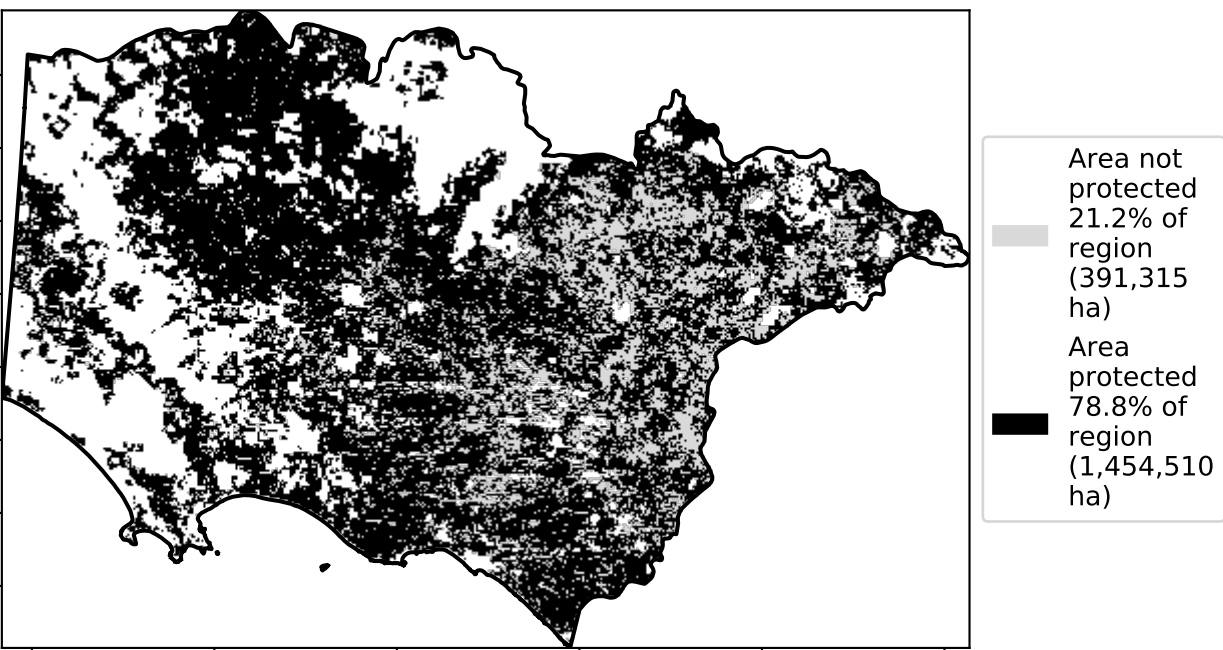 Area not
protected
21.2% of
region
(391,315
ha)
Area
protected
78.8% of
region
(1,454,510
ha)